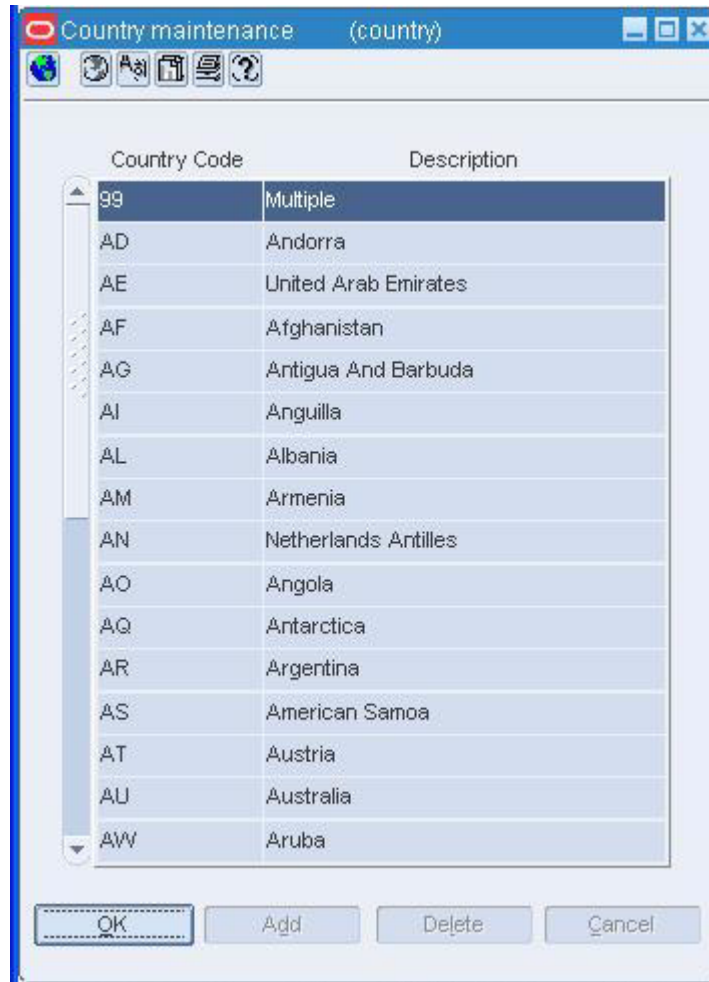 Country maintenance (country)
Country Code Description
99 Multiple
AD Andorra
AE United Arab Emirates
AF Afghanistan
AG Antigua And Barbuda
AI Anguilla
AL Albania
AM Armenia
AN Netherlands Antilles
AO Angola
AQ Antarctica
AR Argentina
AS American Samoa
AT Austria
AU Australia
AW Aruba
OK Add Delete Cancel